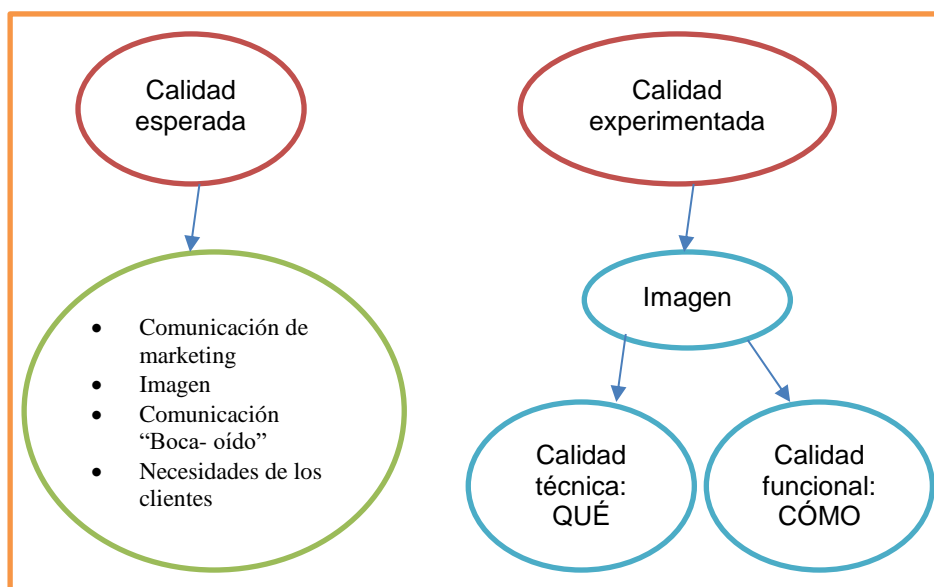 Calidad
esperada
• Comunicación de
marketing
• Imagen
• Comunicación
“Boca- oído”
• Necesidades de los
clientes
Calidad
experimentada
Imagen
Calidad
técnica:
QUÉ
Calidad
funcional:
CÓMO